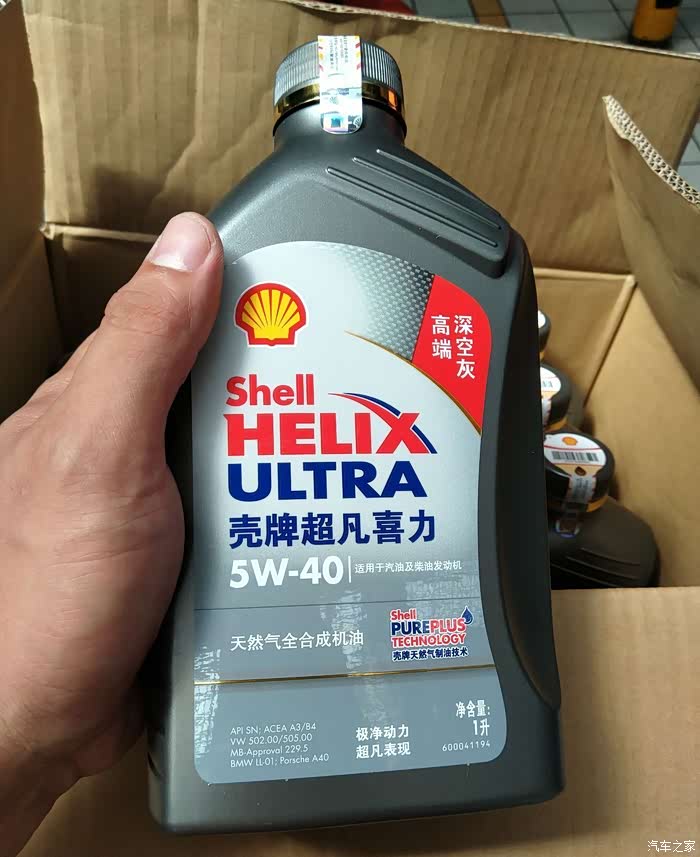 高端
深空灰
Shell
HELIX
ULTRA
壳牌超凡喜力
5W-40
适用于汽油及柴油发动机
天然气全合成机油
Shell
PUREPLUS
TECHNOLOGY
壳牌天然气制油技术
API SN; ACEA A3/B4
VW 502.00/505.00
MB-Approval 229.5
BMW LL-01; Porsche A40
极净动力
超凡表现
净含量:
1升
600041194
汽车之家